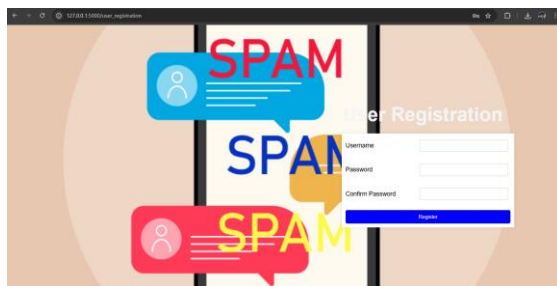 127.0.0.1:5000/user_registration
SPAM
User Registration
SPAM
Username
Password
Confirm Password
Register
SPAM